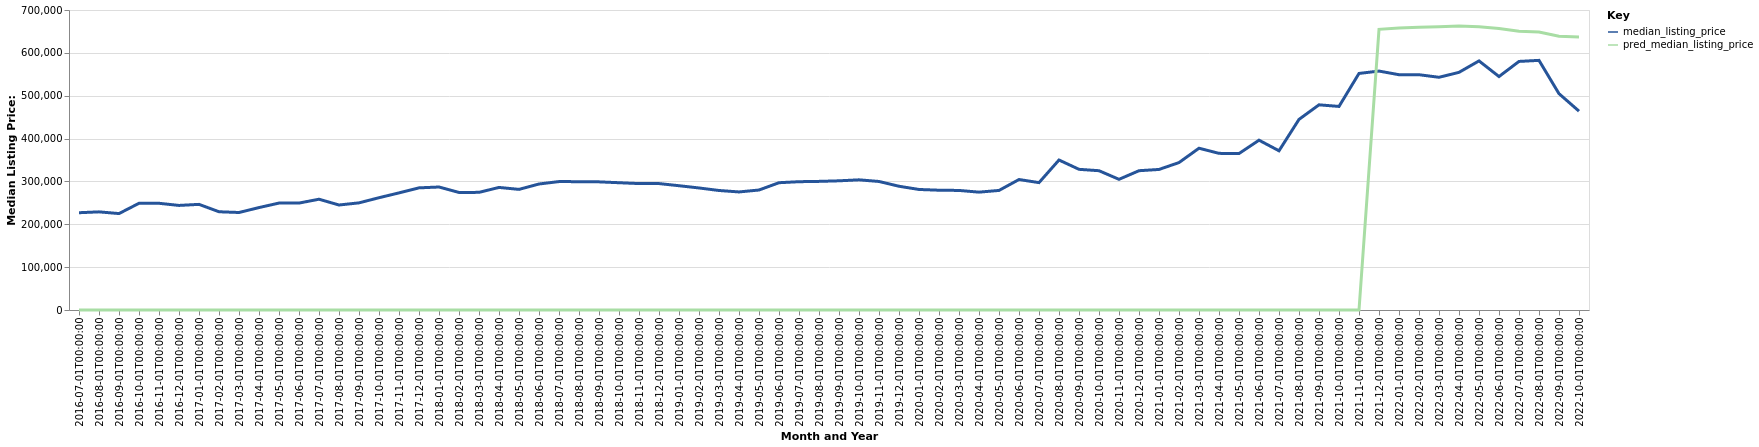 700,000
600,000
500,000
400,000
300,000
200,000
100,000
0
Median Listing Price:
2016-07-01T00:00:00
2016-08-01T00:00:00
2016-09-01T00:00:00
2016-10-01T00:00:00
2016-11-01T00:00:00
2016-12-01T00:00:00
2017-01-01T00:00:00
2017-02-01T00:00:00
2017-03-01T00:00:00
2017-04-01T00:00:00
2017-05-01T00:00:00
2017-06-01T00:00:00
2017-07-01T00:00:00
2017-08-01T00:00:00
2017-09-01T00:00:00
2017-10-01T00:00:00
2017-11-01T00:00:00
2017-12-01T00:00:00
2018-01-01T00:00:00
2018-02-01T00:00:00
2018-03-01T00:00:00
2018-04-01T00:00:00
2018-05-01T00:00:00
2018-06-01T00:00:00
2018-07-01T00:00:00
2018-08-01T00:00:00
2018-09-01T00:00:00
2018-10-01T00:00:00
2018-11-01T00:00:00
2018-12-01T00:00:00
2019-01-01T00:00:00
2019-02-01T00:00:00
2019-03-01T00:00:00
2019-04-01T00:00:00
2019-05-01T00:00:00
2019-06-01T00:00:00
2019-07-01T00:00:00
2019-08-01T00:00:00
2019-09-01T00:00:00
2019-10-01T00:00:00
2019-11-01T00:00:00
2019-12-01T00:00:00
2020-01-01T00:00:00
2020-02-01T00:00:00
2020-03-01T00:00:00
2020-04-01T00:00:00
2020-05-01T00:00:00
2020-06-01T00:00:00
2020-07-01T00:00:00
2020-08-01T00:00:00
2020-09-01T00:00:00
2020-10-01T00:00:00
2020-11-01T00:00:00
2020-12-01T00:00:00
2021-01-01T00:00:00
2021-02-01T00:00:00
2021-03-01T00:00:00
2021-04-01T00:00:00
2021-05-01T00:00:00
2021-06-01T00:00:00
2021-07-01T00:00:00
2021-08-01T00:00:00
2021-09-01T00:00:00
2021-10-01T00:00:00
2021-11-01T00:00:00
2021-12-01T00:00:00
2022-01-01T00:00:00
2022-02-01T00:00:00
2022-03-01T00:00:00
2022-04-01T00:00:00
2022-05-01T00:00:00
2022-06-01T00:00:00
2022-07-01T00:00:00
2022-08-01T00:00:00
2022-09-01T00:00:00
2022-10-01T00:00:00
Month and Year
Key
median_listing_price
pred_median_listing_price